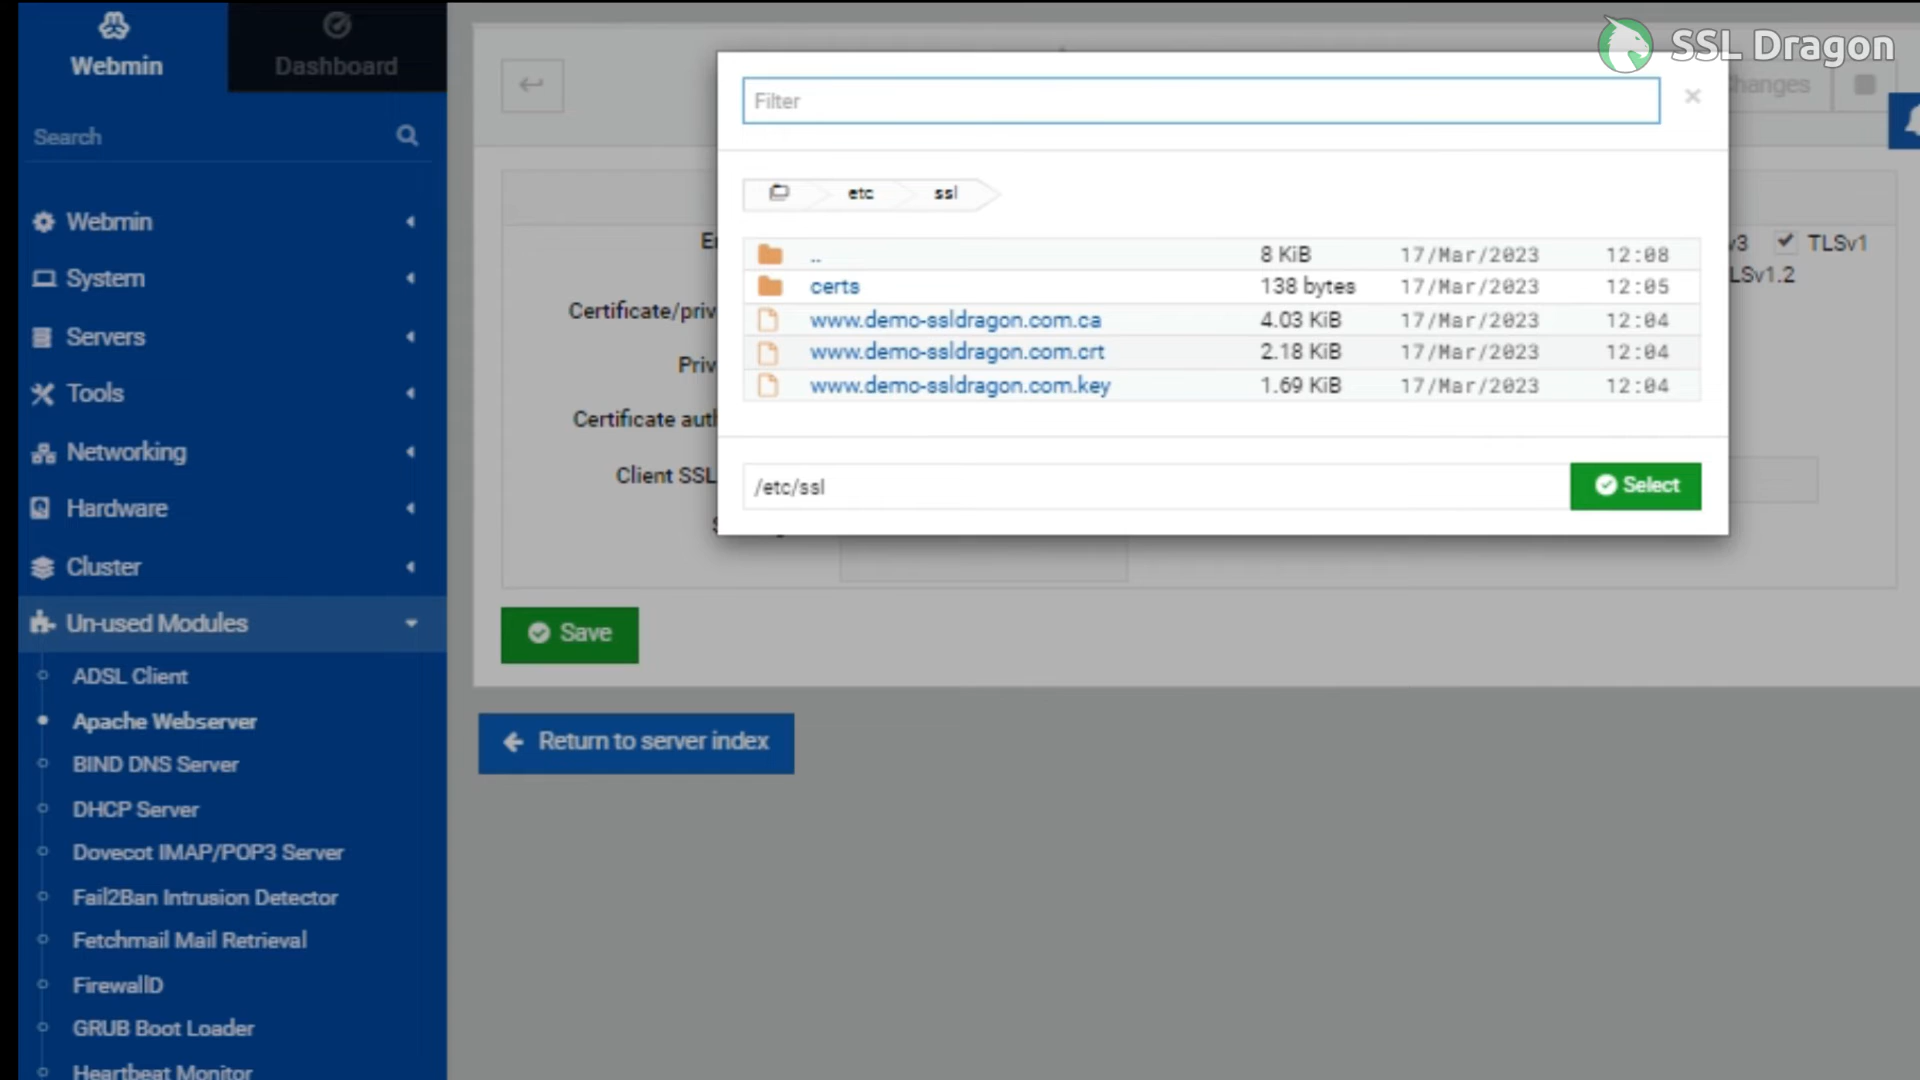 SSL Dragon
Webmin
Dashboard
Search
Webmin
System
Servers
Tools
Networking
Hardware
Cluster
Un-used Modules
ADSL Client
Apache Webserver
BIND DNS Server
DHCP Server
Dovecot IMAP/POP3 Server
Fail2Ban Intrusion Detector
Fetchmail Mail Retrieval
FirewallD
GRUB Boot Loader
Heartbeat Monitor
Filter
×
etc ssl
.. 8 KiB 17/Mar/2023 12:08
certs 138 bytes 17/Mar/2023 12:05
www.demo-ssldragon.com.ca 4.03 KiB 17/Mar/2023 12:04
www.demo-ssldragon.com.crt 2.18 KiB 17/Mar/2023 12:04
www.demo-ssldragon.com.key 1.69 KiB 17/Mar/2023 12:04
/etc/ssl
Select
v3 TLSv1
LSv1.2
Certificate/priv
Priv
Certificate auth
Client SSL
Save
Return to server index